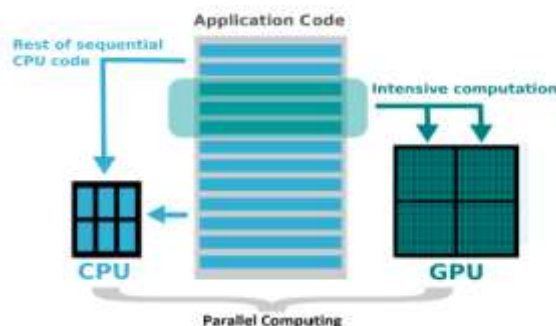 Application Code
Rest of sequential
CPU code
Intensive computation
CPU
GPU
Parallel Computing